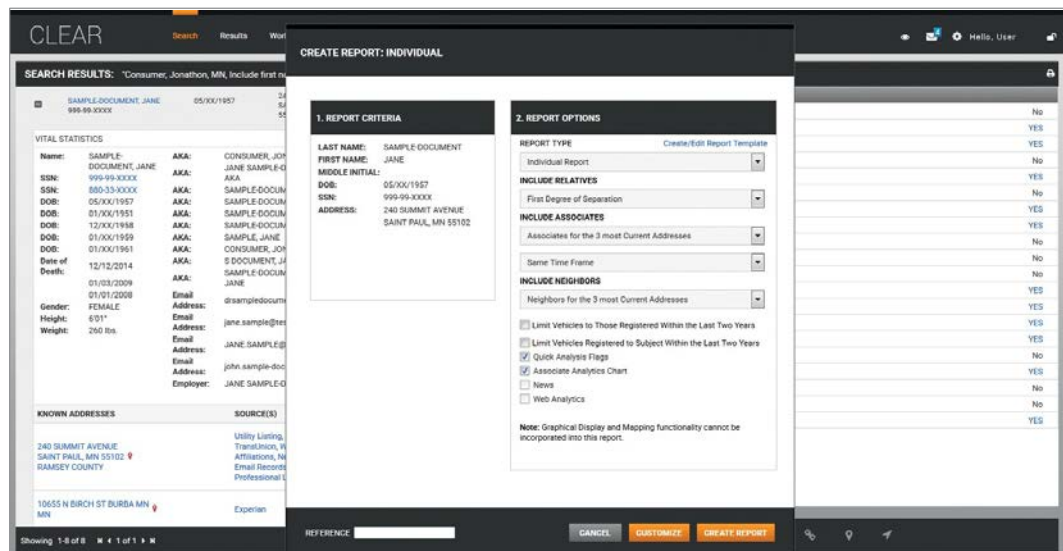 CLEAR
Search Results
Hello, User
CREATE REPORT: INDIVIDUAL
SEARCH RESULTS: "Consumer, Jonathon, MN, Include first
SAMPLE-DOCUMENT, JANE 05/XX/1957
999-99-XXXX
VITAL STATISTICS
Name: SAMPLE-DOCUMENT, JANE
SSN: 999-99-XXXX
SSN: 880-33-XXXX
DOB: 05/XX/1957
DOB: 01/XX/1951
DOB: 12/XX/1958
DOB: 01/XX/1959
DOB: 01/XX/1961
Date of Death: 12/12/2014
01/03/2009
01/01/2008
Gender: FEMALE
Height: 6'01"
Weight: 260 lbs.
AKA: CONSUMER, JO
AKA: JANE SAMPLE-D
AKA
AKA: SAMPLE-DOCUM
AKA: SAMPLE-DOCUM
AKA: SAMPLE-DOCUM
AKA: SAMPLE, JANE
AKA: CONSUMER, JO
AKA: S DOCUMENT, J
AKA: SAMPLE-DOCUM
JANE
Email Address: drsampledocum
Email Address: jane.sample@tes
Email Address: JANE.SAMPLE@
Email Address: john.sample-doc
Employer: JANE SAMPLE-D
KNOWN ADDRESSES SOURCE(S)
240 SUMMIT AVENUE
SAINT PAUL, MN 55102
RAMSEY COUNTY
Utility Listing,
TransUnion, W
Affiliations, N
Email Records
Professional L
10655 N BIRCH ST BURBA MN
MN
Experian
Showing 1-8 of 8 1 of 1
1. REPORT CRITERIA
LAST NAME: SAMPLE-DOCUMENT
FIRST NAME: JANE
MIDDLE INITIAL:
DOB: 05/XX/1957
SSN: 999-99-XXXX
ADDRESS: 240 SUMMIT AVENUE
SAINT PAUL, MN 55102
2. REPORT OPTIONS
REPORT TYPE Create/Edit Report Template
Individual Report
INCLUDE RELATIVES
First Degree of Separation
INCLUDE ASSOCIATES
Associates for the 3 most Current Addresses
Same Time Frame
INCLUDE NEIGHBORS
Neighbors for the 3 most Current Addresses
Limit Vehicles to Those Registered Within the Last Two Years
Limit Vehicles Registered to Subject Within the Last Two Years
Quick Analysis Flags
Associate Analytics Chart
News
Web Analytics
Note: Graphical Display and Mapping functionality cannot be
incorporated into this report.
REFERENCE CANCEL CUSTOMIZE CREATE REPORT
No
YES
YES
No
YES
No
YES
YES
No
No
No
YES
YES
YES
YES
No
YES
No
No
YES